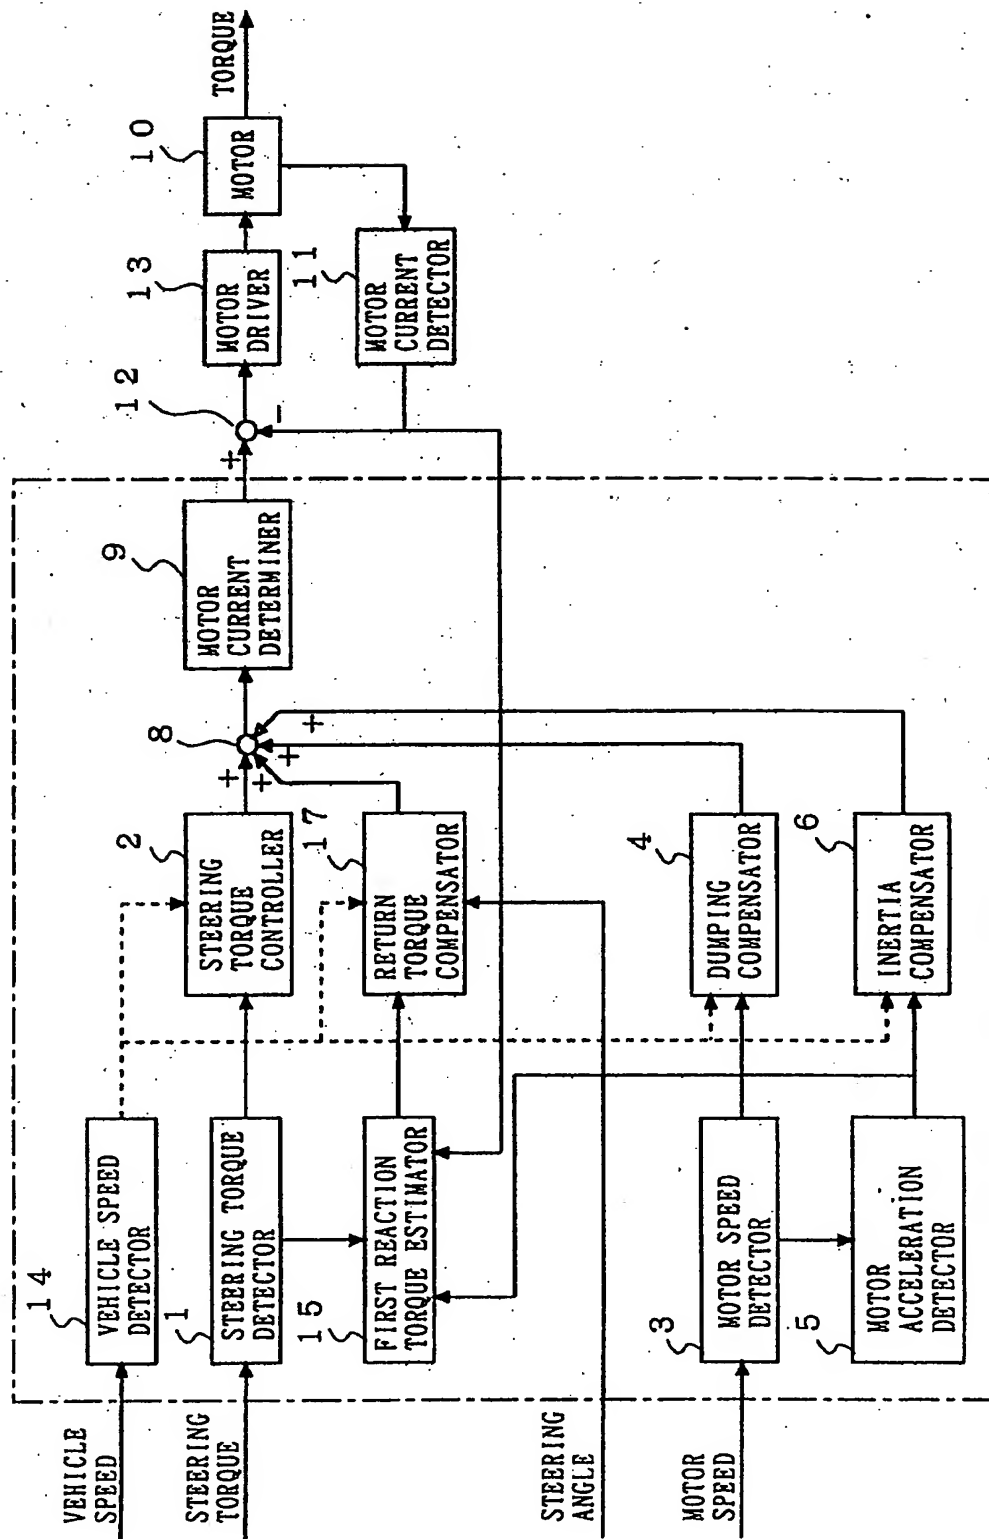 VEHICLE
SPEED
STEERING
TORQUE
STEERING
ANGLE
MOTOR
SPEED
14
VEHICLE SPEED
DETECTOR
1
STEERING TORQUE
DETECTOR
15
FIRST REACTION
TORQUE ESTIMATOR
3
MOTOR SPEED
DETECTOR
5
MOTOR
ACCELERATION
DETECTOR
2
STEERING
TORQUE
CONTROLLER
17
RETURN
TORQUE
COMPENSATOR
4
DUMPING
COMPENSATOR
6
INERTIA
COMPENSATOR
8
+
+
+
+
9
MOTOR
CURRENT
DETERMINER
12
+
-
13
MOTOR
DRIVER
10
MOTOR
11
MOTOR
CURRENT
DETECTOR
TORQUE